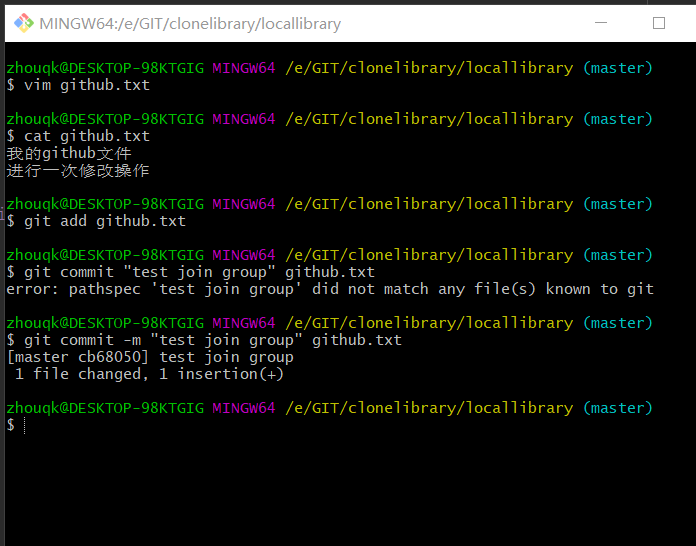 MINGW64:/e/GIT/clonelibrary/locallibrary
zhouqk@DESKTOP-98KTGIG MINGW64 /e/GIT/clonelibrary/locallibrary (master)
$ vim github.txt
zhouqk@DESKTOP-98KTGIG MINGW64 /e/GIT/clonelibrary/locallibrary (master)
$ cat github.txt
我的github文件
进行一次修改操作
zhouqk@DESKTOP-98KTGIG MINGW64 /e/GIT/clonelibrary/locallibrary (master)
$ git add github.txt
zhouqk@DESKTOP-98KTGIG MINGW64 /e/GIT/clonelibrary/locallibrary (master)
$ git commit "test join group" github.txt
error: pathspec 'test join group' did not match any file(s) known to git
zhouqk@DESKTOP-98KTGIG MINGW64 /e/GIT/clonelibrary/locallibrary (master)
$ git commit -m "test join group" github.txt
[master cb68050] test join group
 1 file changed, 1 insertion(+)
zhouqk@DESKTOP-98KTGIG MINGW64 /e/GIT/clonelibrary/locallibrary (master)
$